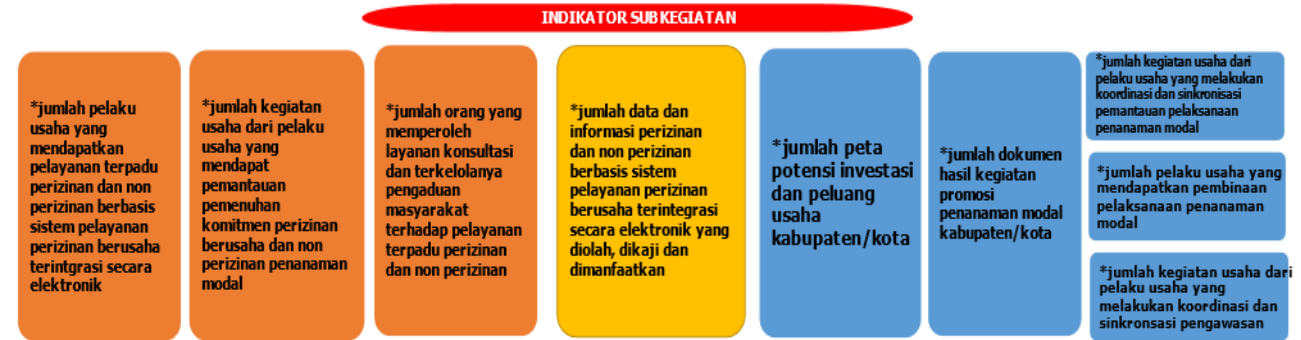 INDIKATOR SUB KEGIATAN
*jumlah pelaku
usaha yang
mendapatkan
pelayanan terpadu
perizinan dan non
perizinan berbasis
sistem pelayanan
perizinan berusaha
terintgrasi secara
elektronik
*jumlah kegiatan
usaha dari pelaku
usaha yang
mendapat
pemantauan
pemenuhan
komitmen perizinan
berusaha dan non
perizinan penanaman
modal
*jumlah orang yang
memperoleh
layanan konsultasi
dan terkelolanya
pengaduan
masyarakat
terhadap pelayanan
terpadu perizinan
dan non perizinan
*jumlah data dan
informasi perizinan
dan non perizinan
berbasis sistem
pelayanan perizinan
berusaha terintegrasi
secara elektronik yang
diolah, dikaji dan
dimanfaatkan
*jumlah peta
potensi investasi
dan peluang
usaha
kabupaten/kota
*jumlah dokumen
hasil kegiatan
promosi
penanaman modal
kabupaten/kota
*jumlah kegiatan usaha dari
pelaku usaha yang melakukan
koordinasi dan sinkronisasi
pemantauan pelaksanaan
penanaman modal
*jumlah pelaku usaha yang
mendapatkan pembinaan
pelaksanaan penanaman
modal
*jumlah kegiatan usaha dari
pelaku usaha yang
melakukan koordinasi dan
sinkronsasi pengawasan